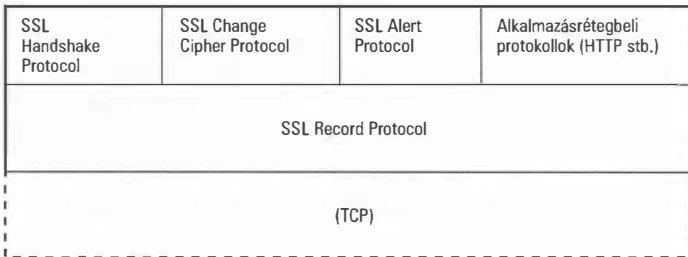 SSL
Handshake
Protocol
SSL Change
Cipher Protocol
SSL Alert
Protocol
Alkalmazásrétegbeli
protokollok (HTTP stb.)
SSL Record Protocol
(TCP)